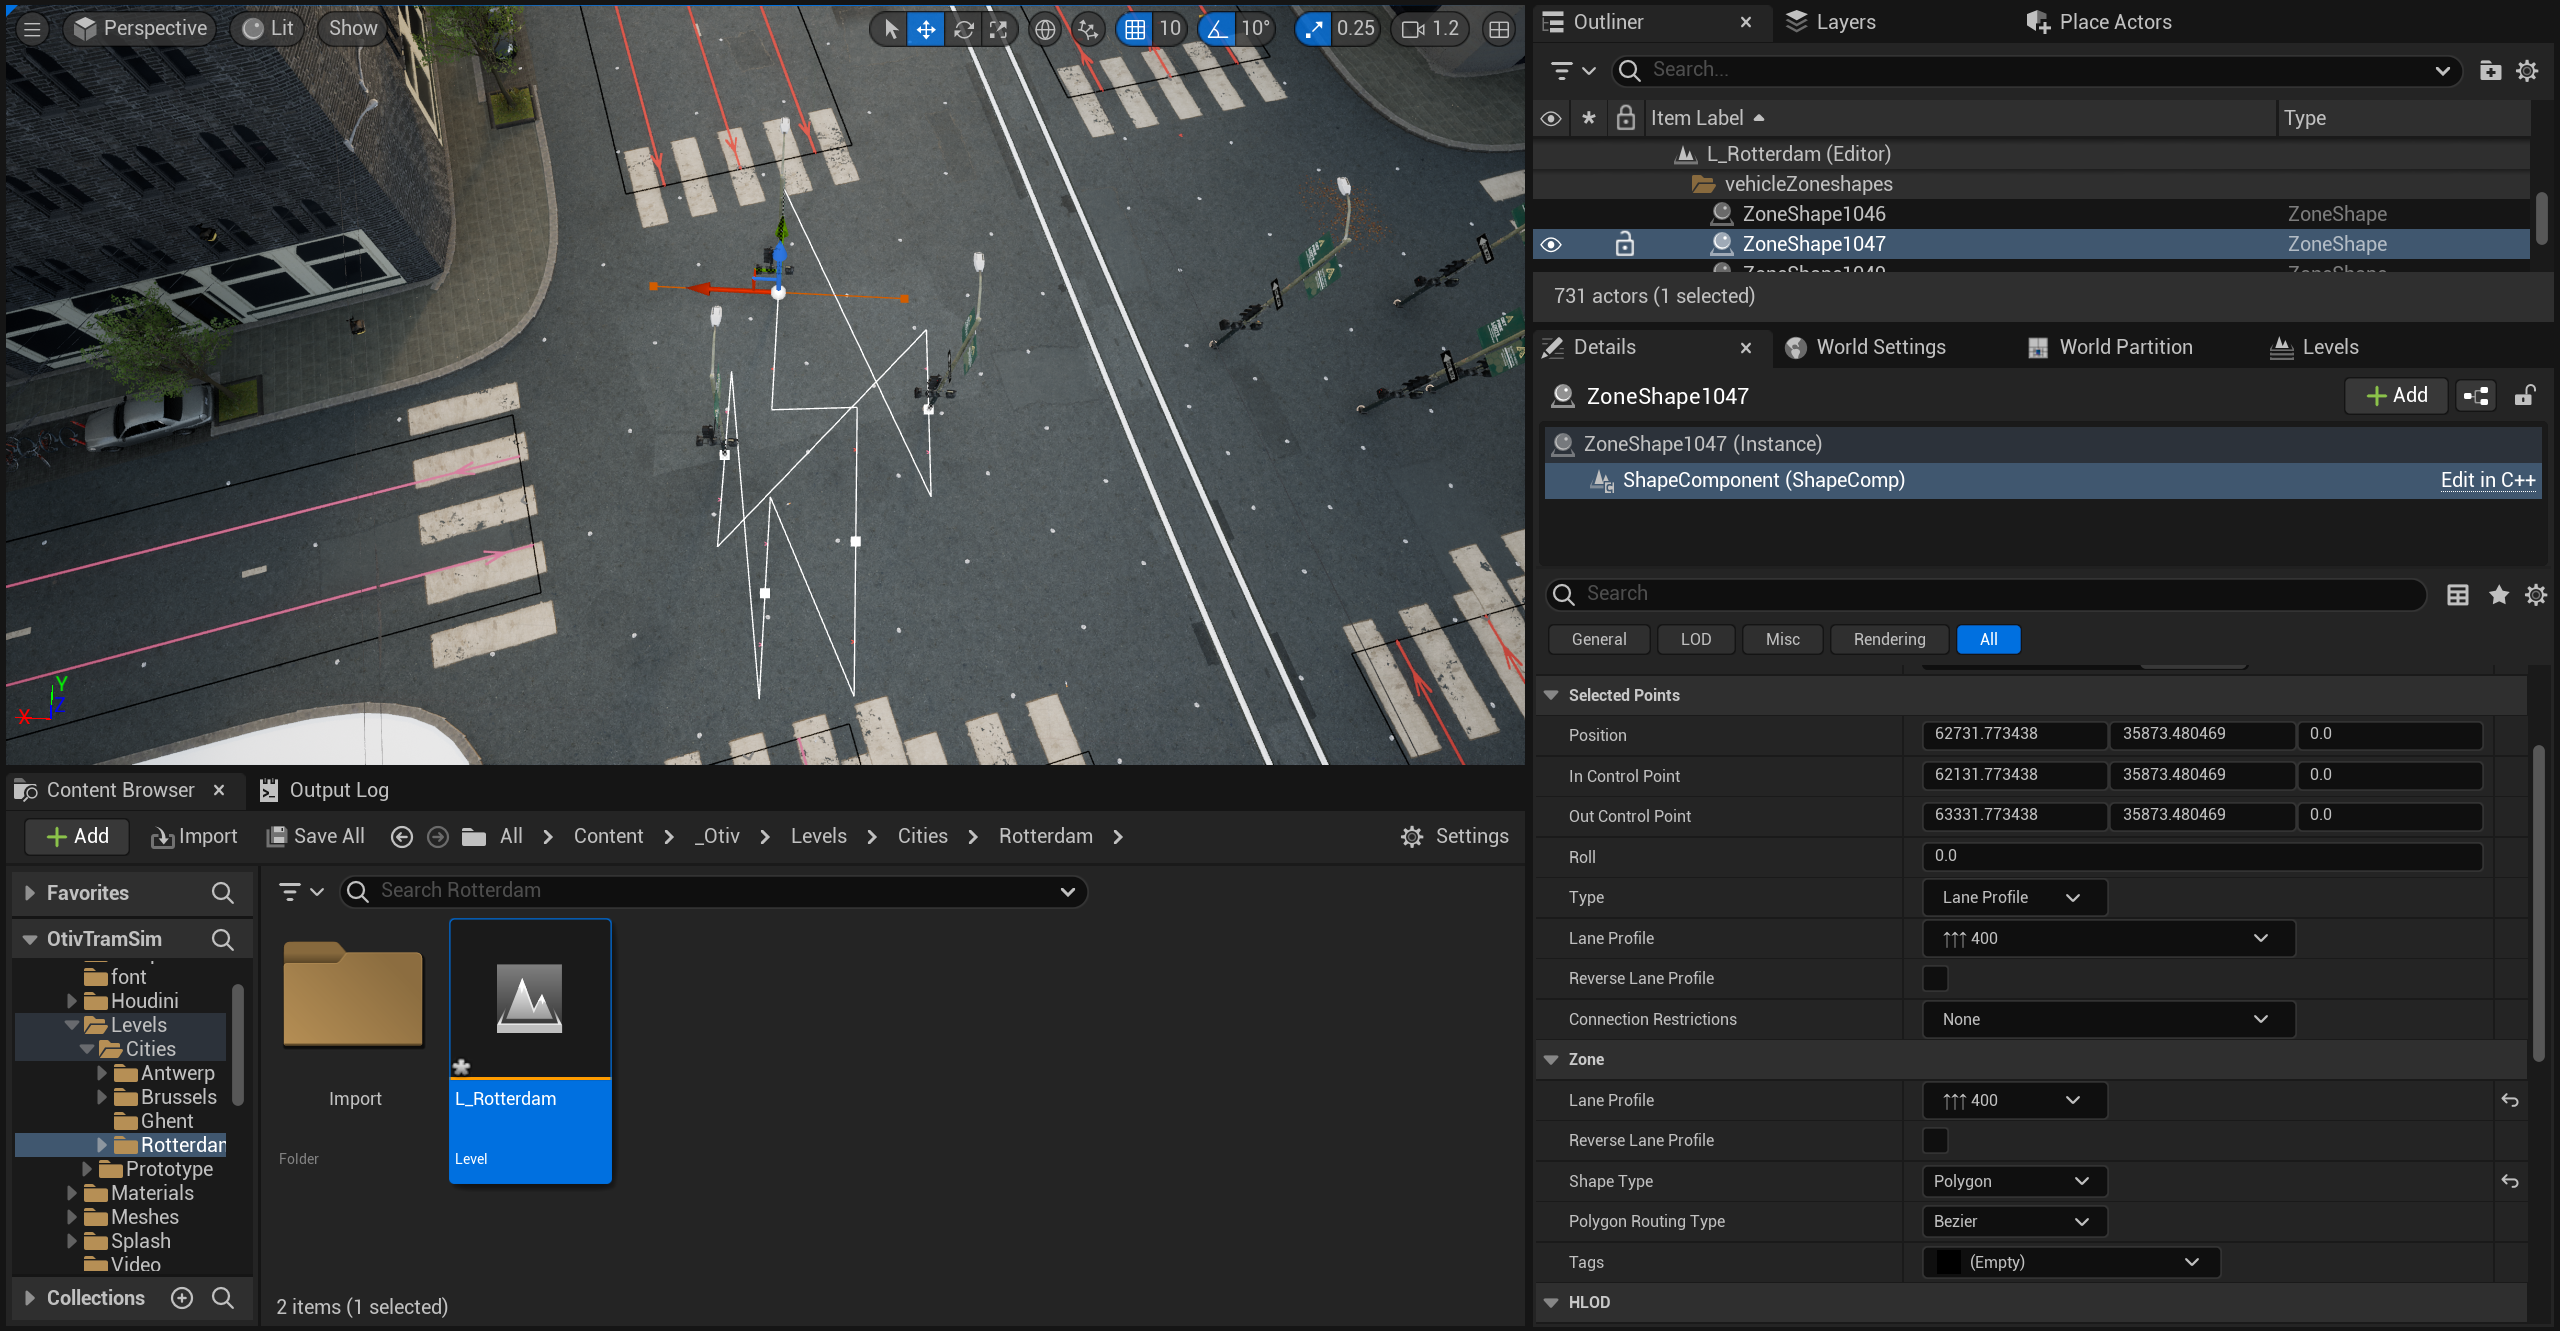 Perspective
Lit
Show
10
10°
0.25
1.2
Y
X
Z
Outliner
Layers
Place Actors
Search...
Item Label
Type
L_Rotterdam (Editor)
vehicleZoneshapes
ZoneShape1046
ZoneShape
ZoneShape1047
ZoneShape
731 actors (1 selected)
Details
World Settings
World Partition
Levels
ZoneShape1047
Add
ZoneShape1047 (Instance)
ShapeComponent (ShapeComp)
Edit in C++
Search
General
LOD
Misc
Rendering
All
Selected Points
Position
62731.773438
35873.480469
0.0
In Control Point
62131.773438
35873.480469
0.0
Out Control Point
63331.773438
35873.480469
0.0
Roll
0.0
Type
Lane Profile
Lane Profile
↑↑↑ 400
Reverse Lane Profile
Connection Restrictions
None
Zone
Lane Profile
↑↑↑ 400
Reverse Lane Profile
Shape Type
Polygon
Polygon Routing Type
Bezier
Tags
(Empty)
HLOD
Content Browser
Output Log
Add
Import
Save All
All
Content
_Otiv
Levels
Cities
Rotterdam
Settings
Favorites
Search Rotterdam
OtivTramSim
font
Houdini
Levels
Cities
Antwerp
Brussels
Ghent
Rotterdam
Prototype
Materials
Meshes
Splash
Video
Collections
Import
Folder
L_Rotterdam
Level
2 items (1 selected)